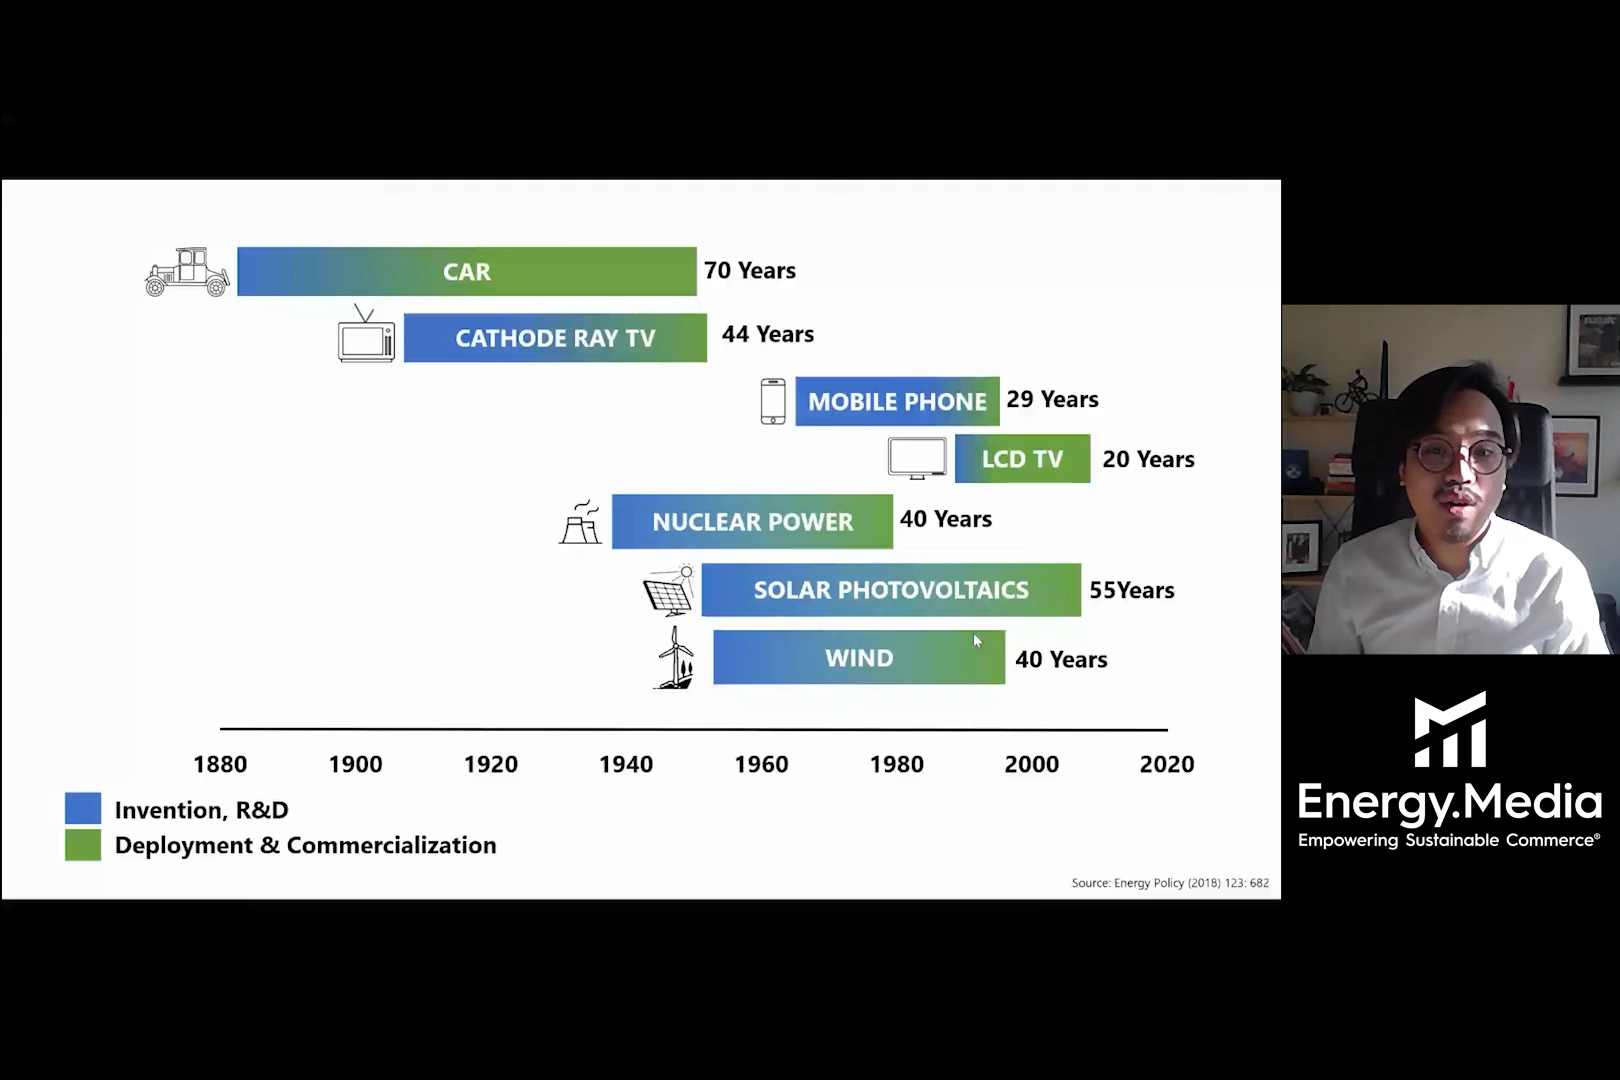 CAR 70 Years
CATHODE RAY TV 44 Years
MOBILE PHONE 29 Years
LCD TV 20 Years
NUCLEAR POWER 40 Years
SOLAR PHOTOVOLTAICS 55Years
WIND 40 Years
1880 1900 1920 1940 1960 1980 2000 2020
Invention, R&D
Deployment & Commercialization
Source: Energy Policy (2018) 123: 682
nature
Energy.Media
Empowering Sustainable Commerce®